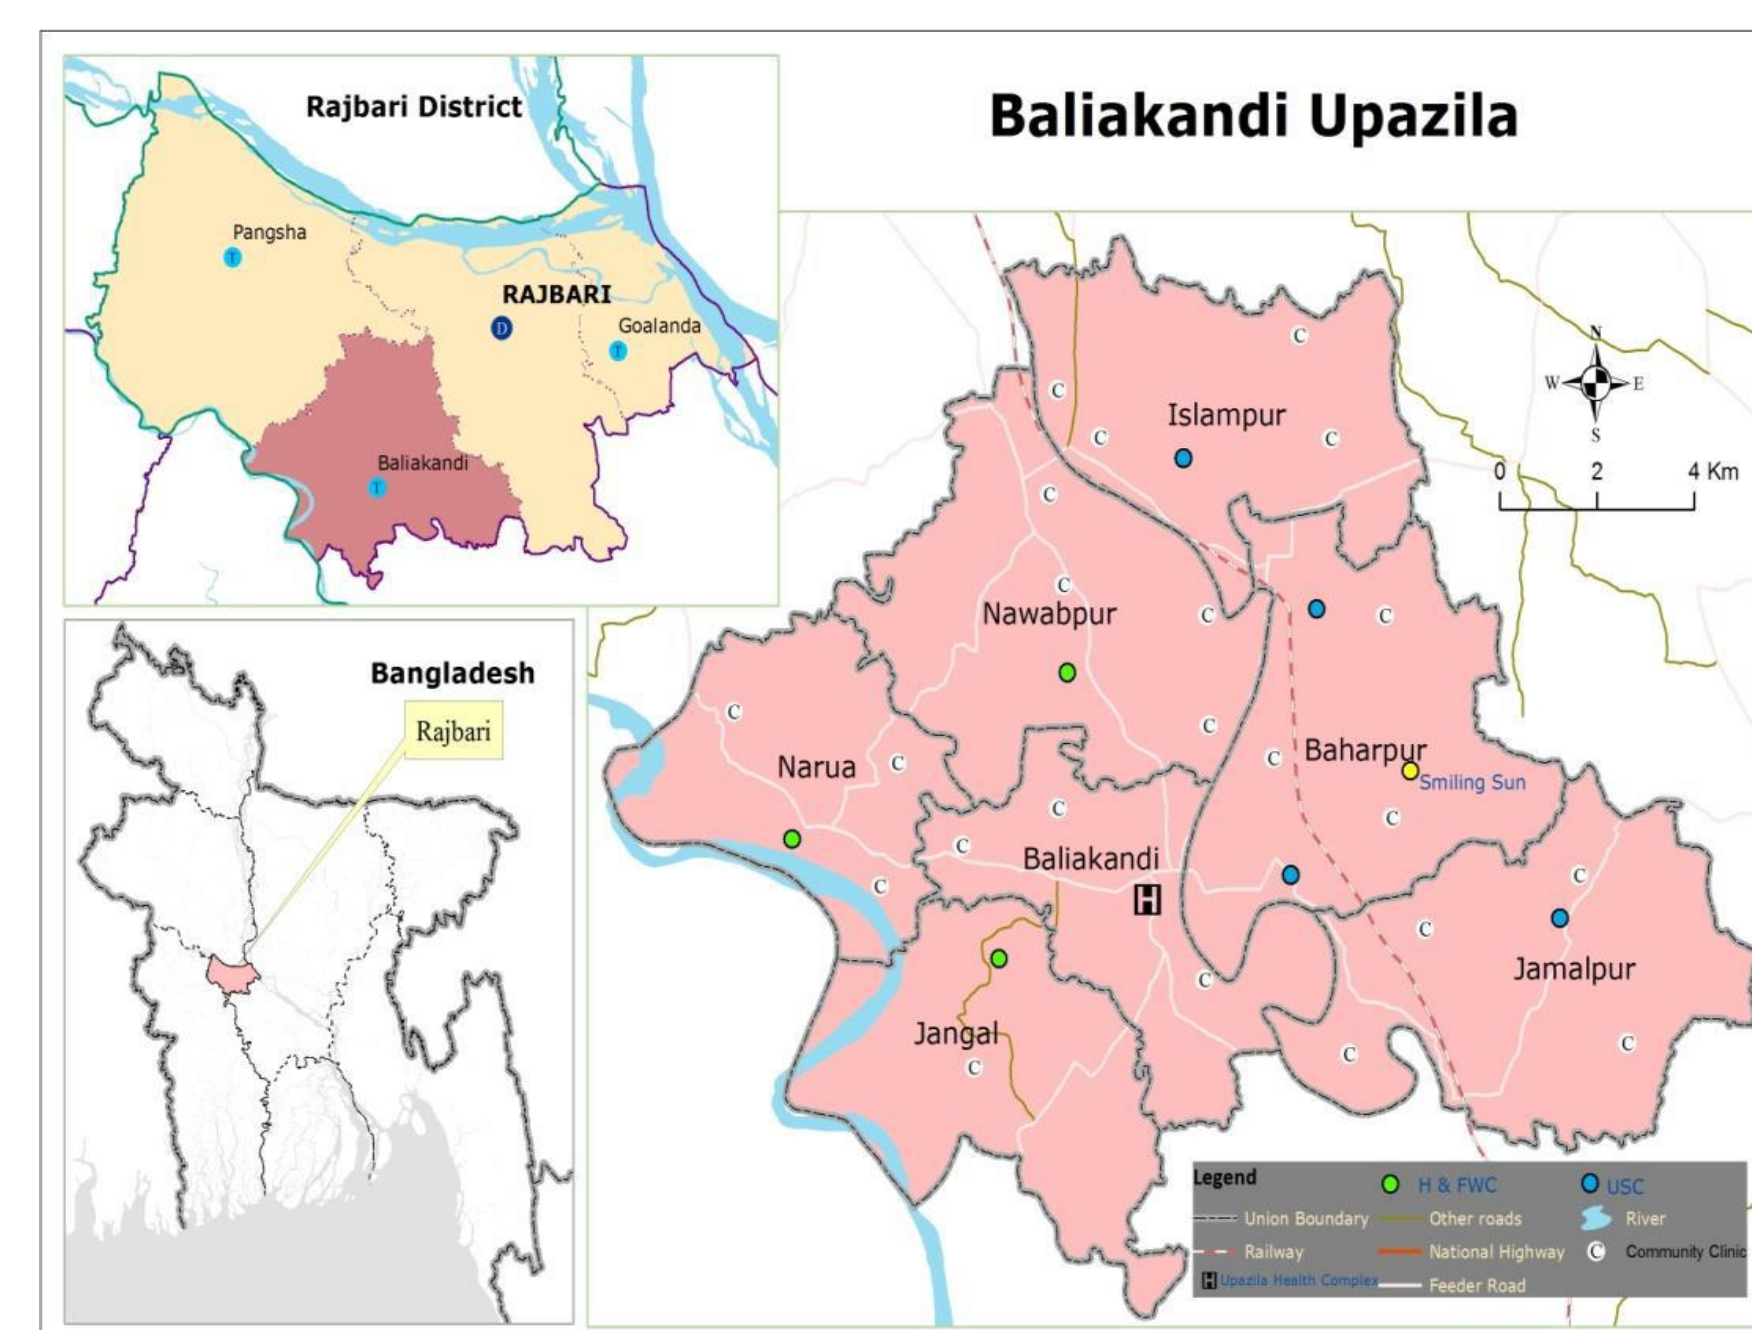 Baliakandi Upazila
Rajbari District
Pangsha
T
RAJBARI
D
Goalanda
T
Baliakandi
T
Bangladesh
Rajbari
N
W E
S
0 2 4 Km
C
C
Islampur
C
C
C
C
Nawabpur
C
C
C
C
Narua
C
C
Baharpur
Smiling Sun
C
C
C
Baliakandi
H
C
C
C
Jamalpur
C
Jangal
C
C
C
Legend
H & FWC
USC
Union Boundary
Other roads
River
Railway
National Highway
C Community Clinic
H Upazila Health Complex
Feeder Road